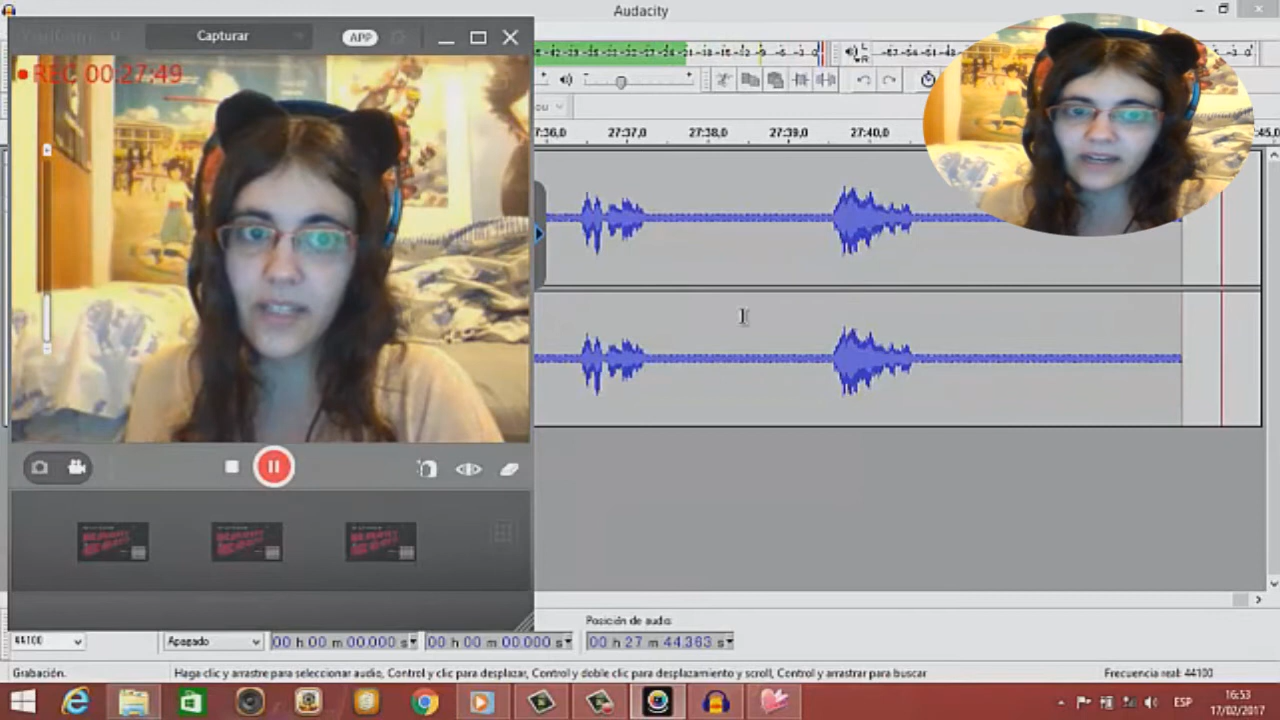 Audacity
Capturar
APP
REC 00:27:49
27:37,0
27:38,0
27:39,0
27:40,0
Posición de audio:
44100
Apagado
00 h 00 m 00.000 s
00 h 00 m 00.000 s
00 h 27 m 44.363 s
Grabación.
Haga clic y arrastre para seleccionar audio, Control y clic para desplazar, Control y doble clic para desplazamiento y scroll, Control y arrastrar para buscar
Frecuencia real: 44100
ESP
16:53
17/02/2017